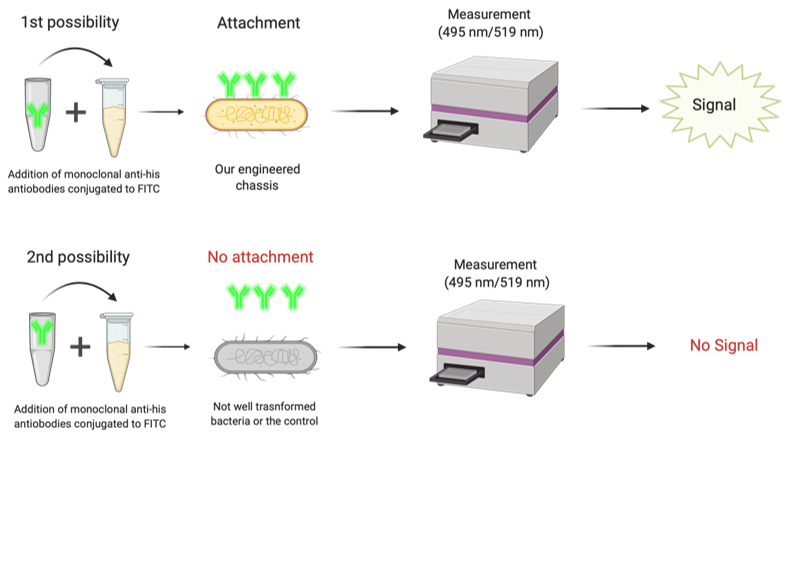 1st possibility
Attachment
Measurement
(495 nm/519 nm)
Signal
Addition of monoclonal anti-his
antiobodies conjugated to FITC
Our engineered
chassis
2nd possibility
No attachment
Measurement
(495 nm/519 nm)
No Signal
Addition of monoclonal anti-his
antiobodies conjugated to FITC
Not well trasnformed
bacteria or the control